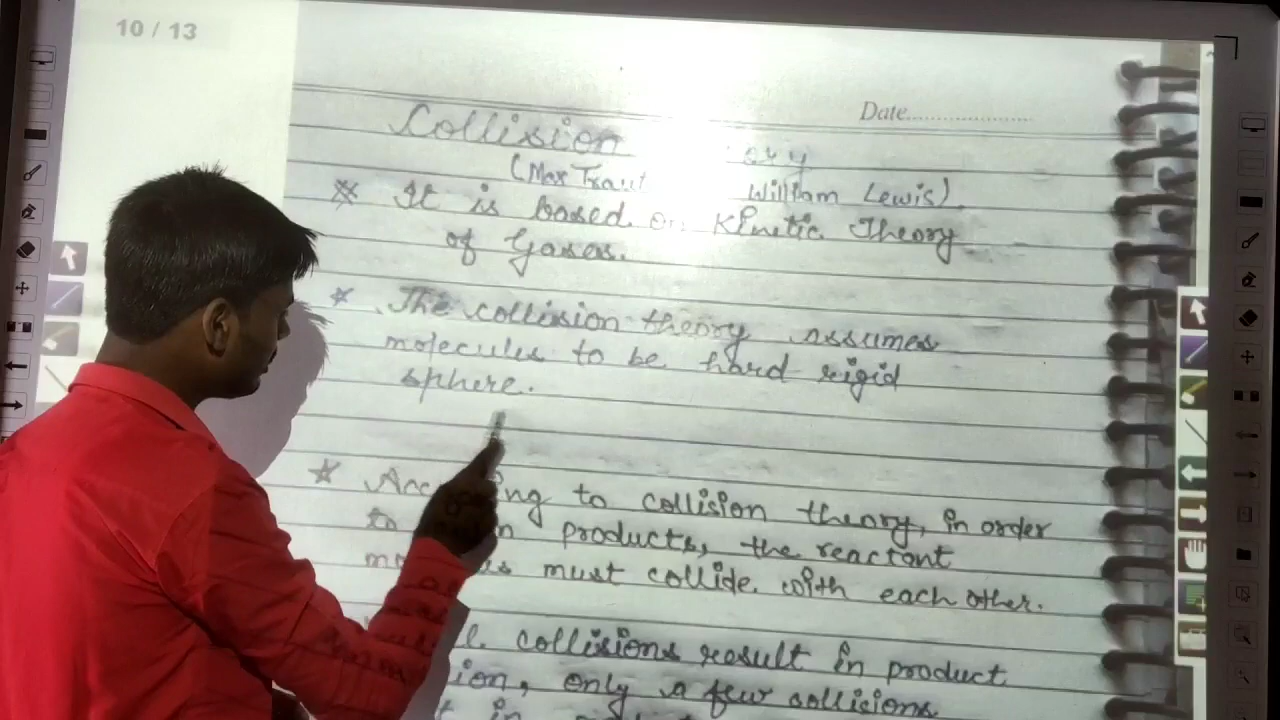 10 / 13
Date
Collision
(Max Traut William Lewis).
It is based on Kinetic Theory
of Gases.
The collision theory assumes
molecules to be hard rigid
sphere.
to collision theory, in order
to products, the reactant
must collide with each other.
collisions result in product
only a few collisions
in